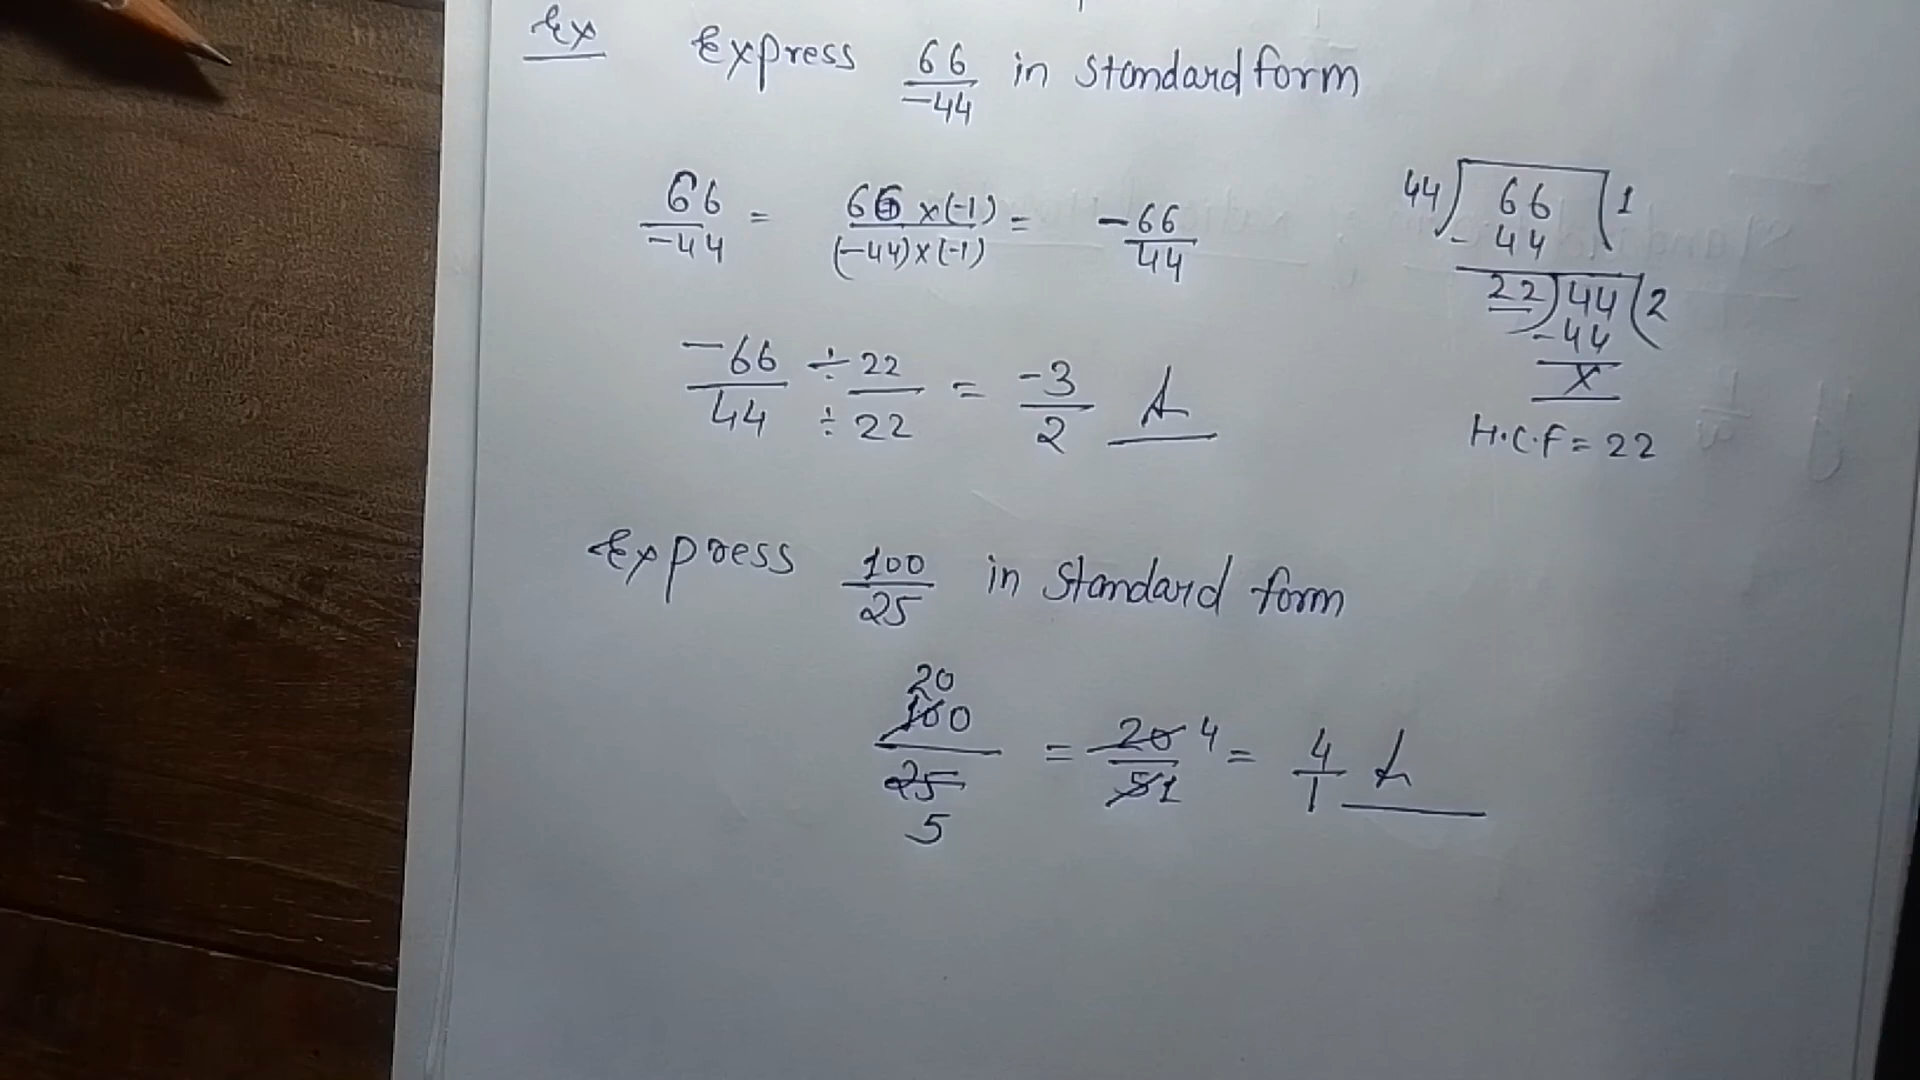 Ex Express 66/-44 in standard form
66/-44 = 66 x(-1)/(-44)x(-1) = -66/44
-66 ÷ 22/44 ÷ 22 = -3/2
44) 66 (1
- 44
22) 44 (2
- 44
x
H.C.F = 22
Express 100/25 in standard form
20
100/25 = 20 4/5 1 = 4/1
5